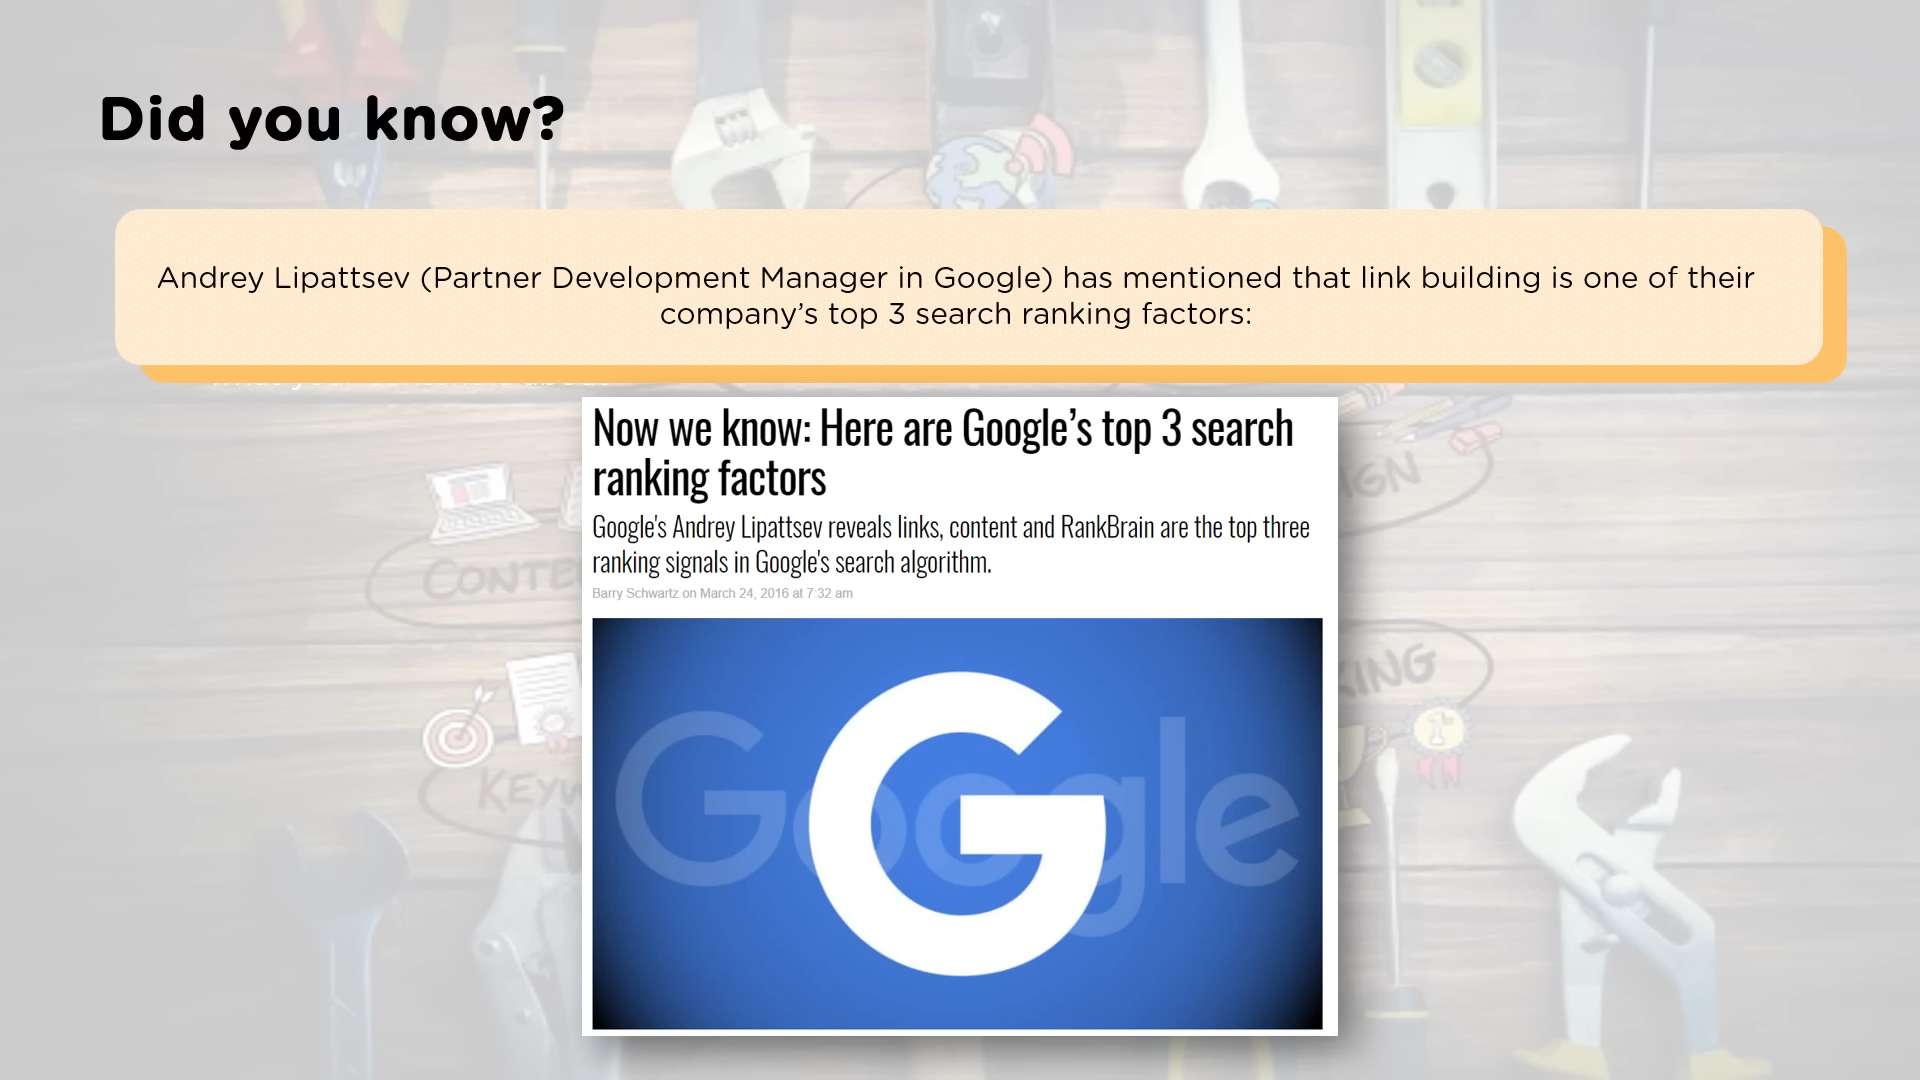 Did you know?
Andrey Lipattsev (Partner Development Manager in Google) has mentioned that link building is one of their
company’s top 3 search ranking factors:
Now we know: Here are Google’s top 3 search
ranking factors
Google's Andrey Lipattsev reveals links, content and RankBrain are the top three
ranking signals in Google's search algorithm.
Barry Schwartz on March 24, 2016 at 7:32 am
Google
G